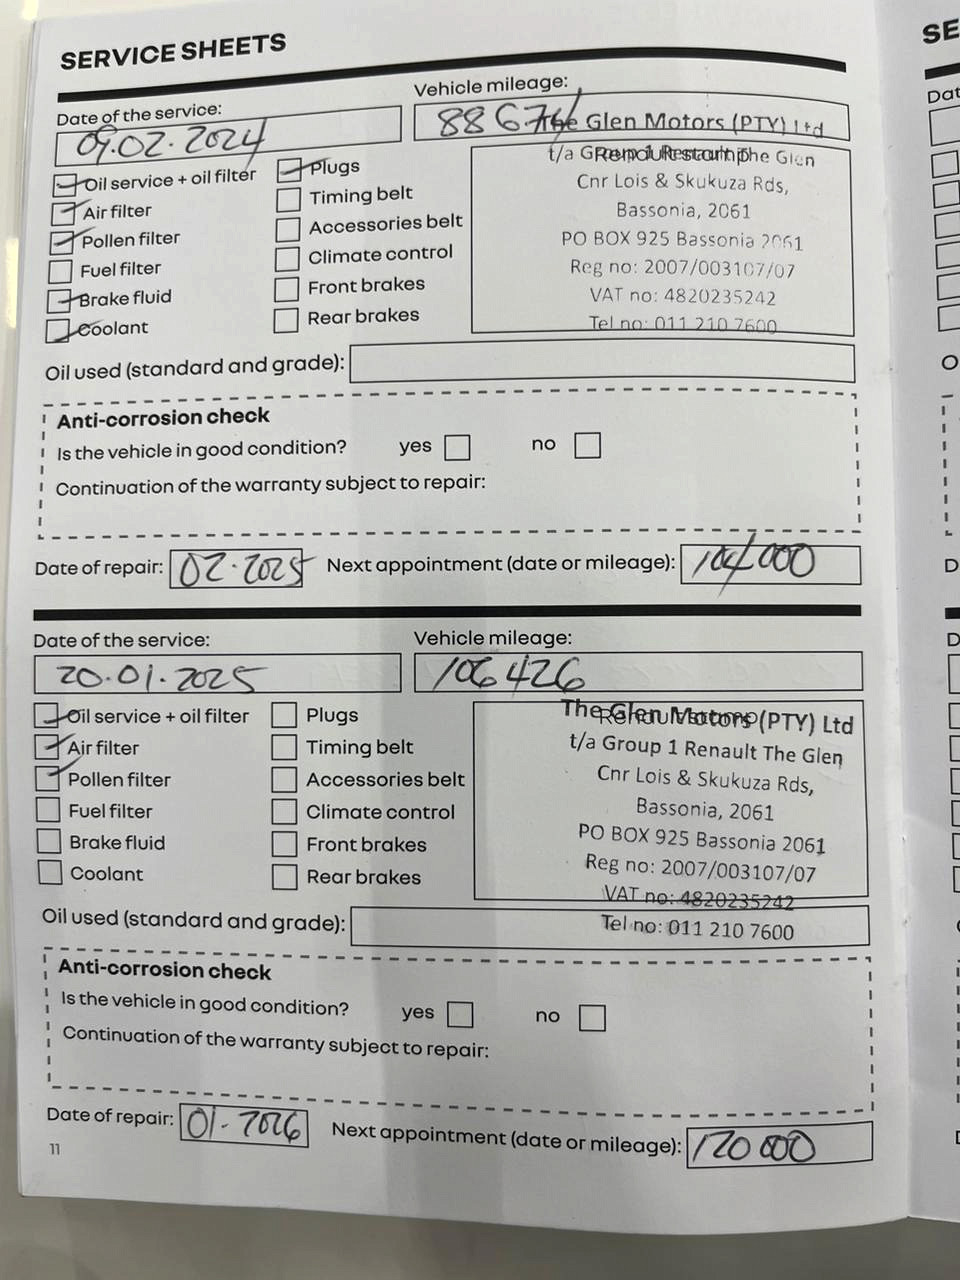 SERVICE SHEETS
Date of the service: Vehicle mileage:
09.02.2024 88674
Oil service + oil filter Plugs
Air filter Timing belt
Pollen filter Accessories belt
Fuel filter Climate control
Brake fluid Front brakes
Coolant Rear brakes
Renault stamp
The Glen Motors (PTY) Ltd
t/a Group 1 Renault The Glen
Cnr Lois & Skukuza Rds,
Bassonia, 2061
PO BOX 925 Bassonia 2061
Reg no: 2007/003107/07
VAT no: 4820235242
Tel no: 011 210 7600
Oil used (standard and grade):
Anti-corrosion check
Is the vehicle in good condition? yes no
Continuation of the warranty subject to repair:
Date of repair: 02.2025 Next appointment (date or mileage): 104000
Date of the service: Vehicle mileage:
20.01.2025 106426
Oil service + oil filter Plugs
Air filter Timing belt
Pollen filter Accessories belt
Fuel filter Climate control
Brake fluid Front brakes
Coolant Rear brakes
Renault stamp
The Glen Motors (PTY) Ltd
t/a Group 1 Renault The Glen
Cnr Lois & Skukuza Rds,
Bassonia, 2061
PO BOX 925 Bassonia 2061
Reg no: 2007/003107/07
VAT no: 4820235242
Tel no: 011 210 7600
Oil used (standard and grade):
Anti-corrosion check
Is the vehicle in good condition? yes no
Continuation of the warranty subject to repair:
Date of repair: 01-2026 Next appointment (date or mileage): 120000
11
SE
Dat
O
D
D